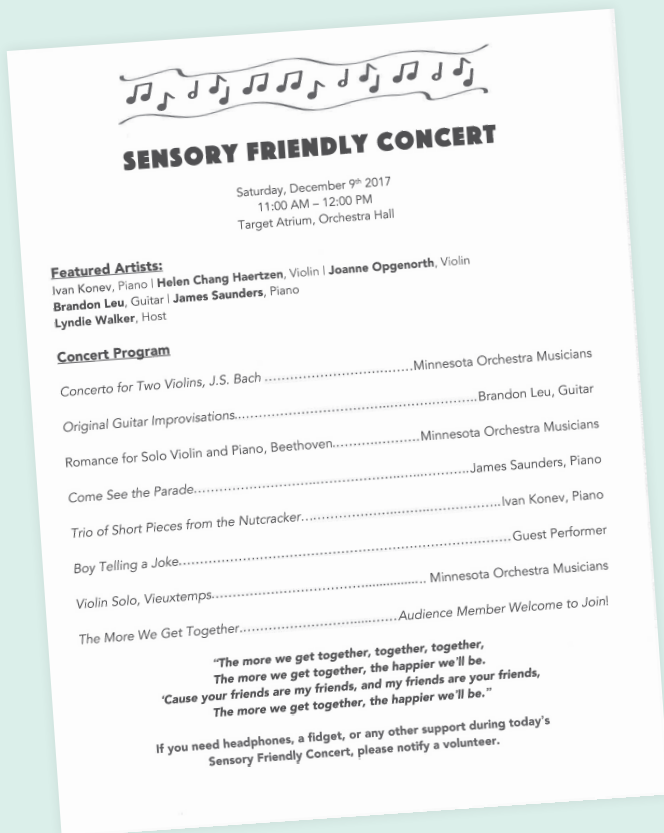 SENSORY FRIENDLY CONCERT
Saturday, December 9th 2017
11:00 AM – 12:00 PM
Target Atrium, Orchestra Hall
Featured Artists:
Ivan Konev, Piano | Helen Chang Haertzen, Violin | Joanne Opgenorth, Violin
Brandon Leu, Guitar | James Saunders, Piano
Lyndie Walker, Host
Concert Program
Concerto for Two Violins, J.S. Bach ....................................Minnesota Orchestra Musicians
Original Guitar Improvisations............................................................Brandon Leu, Guitar
Romance for Solo Violin and Piano, Beethoven.....................Minnesota Orchestra Musicians
Come See the Parade....................................................................James Saunders, Piano
Trio of Short Pieces from the Nutcracker.................................................Ivan Konev, Piano
Boy Telling a Joke................................................................................Guest Performer
Violin Solo, Vieuxtemps.................................................... Minnesota Orchestra Musicians
The More We Get Together.....................................Audience Member Welcome to Join!
“The more we get together, together, together,
The more we get together, the happier we’ll be.
‘Cause your friends are my friends, and my friends are your friends,
The more we get together, the happier we’ll be.”
If you need headphones, a fidget, or any other support during today’s
Sensory Friendly Concert, please notify a volunteer.